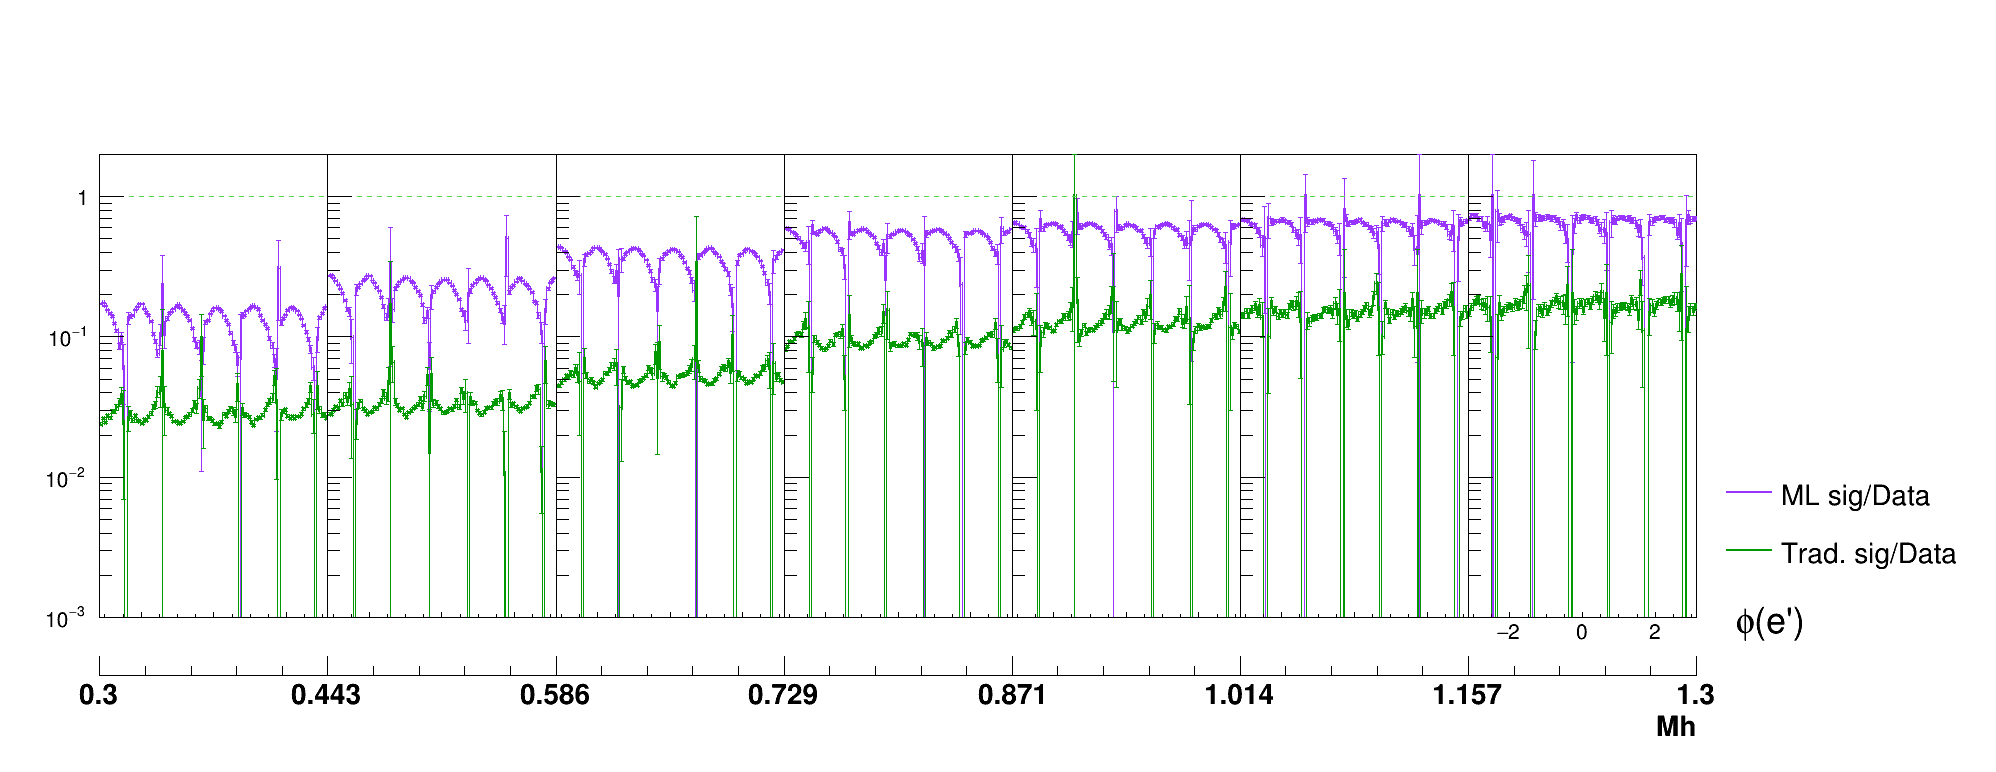 1
10⁻¹
10⁻²
10⁻³
ML sig/Data
Trad. sig/Data
−2 0 2
ϕ(e')
0.3 0.443 0.586 0.729 0.871 1.014 1.157 1.3
Mh